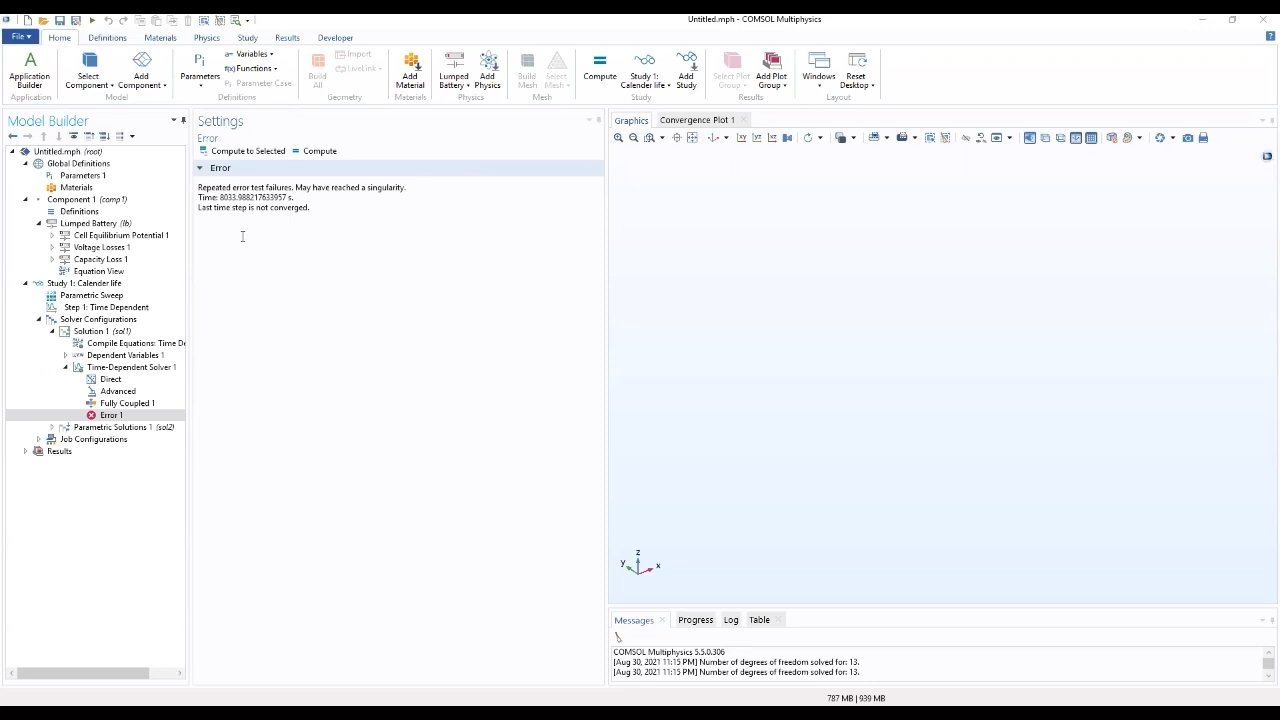 Untitled.mph - COMSOL Multiphysics
File Home Definitions Materials Physics Study Results Developer
Application Builder
Application
Select Component
Add Component
Model
Parameters
a= Variables
f(x) Functions
Pi Parameter Case
Definitions
Build All
Import
LiveLink
Geometry
Add Material
Materials
Lumped Battery
Add Physics
Physics
Build Mesh
Select Mesh
Mesh
Compute
Study 1: Calender life
Add Study
Study
Select Plot Group
Add Plot Group
Results
Windows
Reset Desktop
Layout
Model Builder
Untitled.mph (root)
Global Definitions
Parameters 1
Materials
Component 1 (comp1)
Definitions
Lumped Battery (lb)
Cell Equilibrium Potential 1
Voltage Losses 1
Capacity Loss 1
Equation View
Study 1: Calender life
Parametric Sweep
Step 1: Time Dependent
Solver Configurations
Solution 1 (sol1)
Compile Equations: Time D
Dependent Variables 1
Time-Dependent Solver 1
Direct
Advanced
Fully Coupled 1
Error 1
Parametric Solutions 1 (sol2)
Job Configurations
Results
Settings
Error
Compute to Selected = Compute
Error
Repeated error test failures. May have reached a singularity.
Time: 8033.988217633957 s.
Last time step is not converged.
Graphics Convergence Plot 1
z
y x
Messages Progress Log Table
COMSOL Multiphysics 5.5.0.306
[Aug 30, 2021 11:15 PM] Number of degrees of freedom solved for: 13.
[Aug 30, 2021 11:15 PM] Number of degrees of freedom solved for: 13.
787 MB | 939 MB